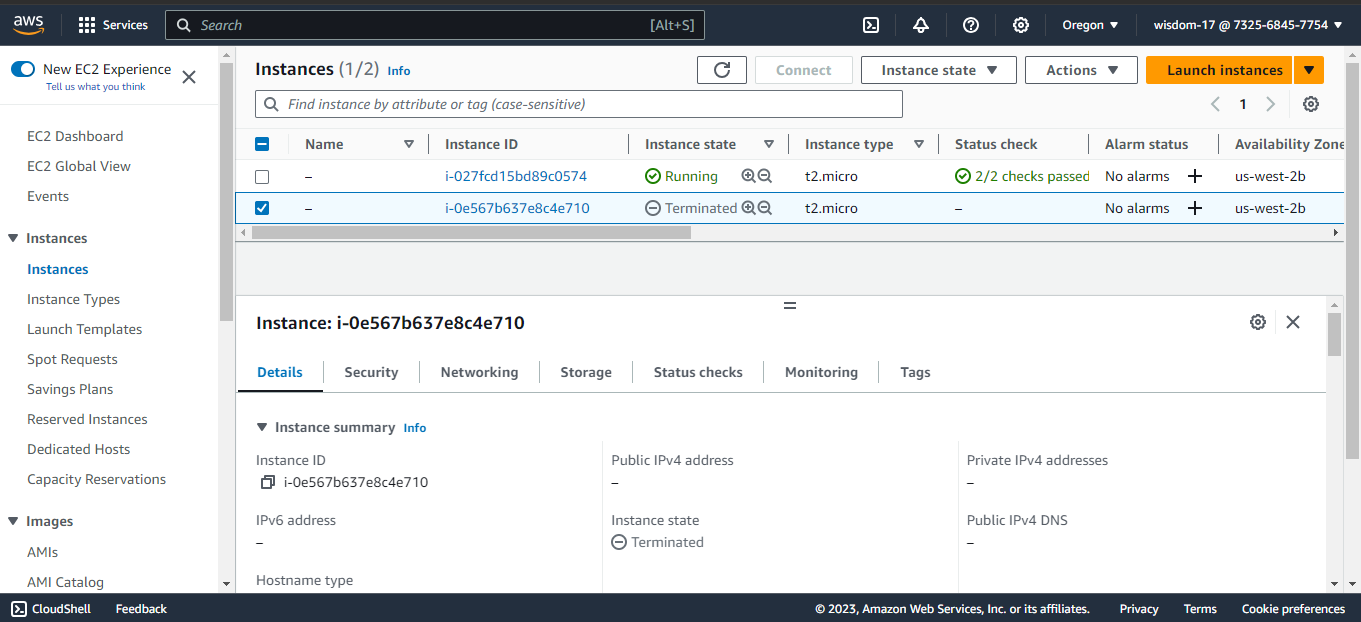 aws Services Search [Alt+S] Oregon wisdom-17 @ 7325-6845-7754
New EC2 Experience
Tell us what you think
EC2 Dashboard
EC2 Global View
Events
Instances
Instances
Instance Types
Launch Templates
Spot Requests
Savings Plans
Reserved Instances
Dedicated Hosts
Capacity Reservations
Images
AMIs
AMI Catalog
Instances (1/2) Info
Connect Instance state Actions Launch instances
Find instance by attribute or tag (case-sensitive)
1
Name Instance ID Instance state Instance type Status check Alarm status Availability Zone
– i-027fcd15bd89c0574 Running t2.micro 2/2 checks passed No alarms us-west-2b
– i-0e567b637e8c4e710 Terminated t2.micro – No alarms us-west-2b
Instance: i-0e567b637e8c4e710
Details Security Networking Storage Status checks Monitoring Tags
Instance summary Info
Instance ID
i-0e567b637e8c4e710
Public IPv4 address
–
Private IPv4 addresses
–
IPv6 address
–
Instance state
Terminated
Public IPv4 DNS
–
Hostname type
CloudShell Feedback © 2023, Amazon Web Services, Inc. or its affiliates. Privacy Terms Cookie preferences